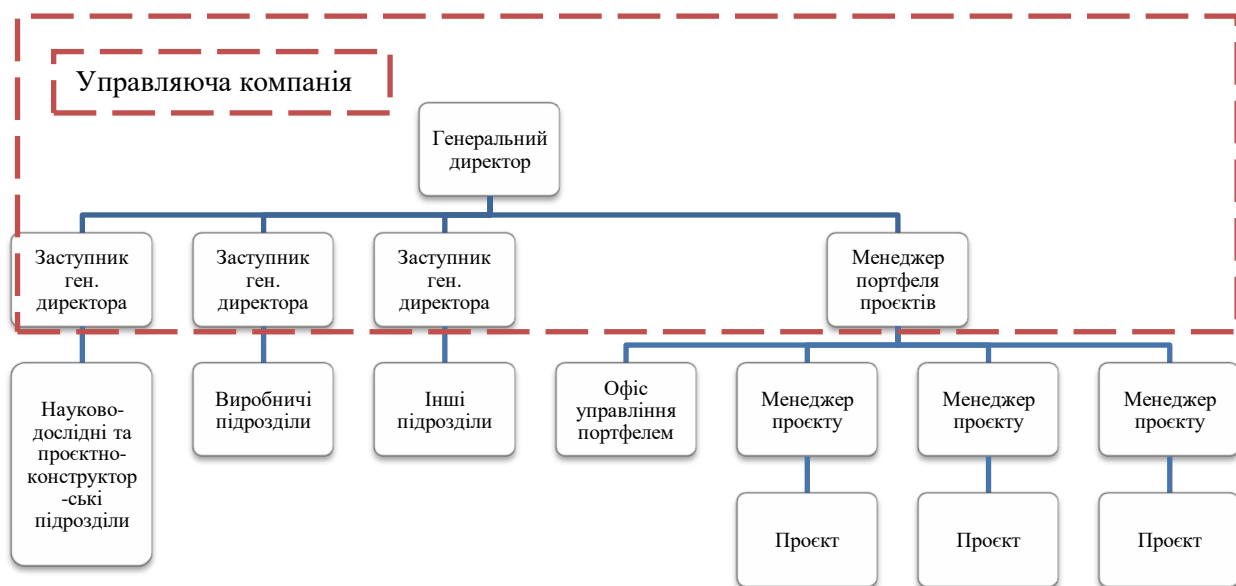 Управляюча компанія
Генеральний
директор
Заступник
ген.
директора
Заступник
ген.
директора
Заступник
ген.
директора
Менеджер
портфеля
проєктів
Науково-
дослідні та
проєктно-
конструктор
-ські
підрозділи
Виробничі
підрозділи
Інші
підрозділи
Офіс
управління
портфелем
Менеджер
проєкту
Менеджер
проєкту
Менеджер
проєкту
Проєкт
Проєкт
Проєкт